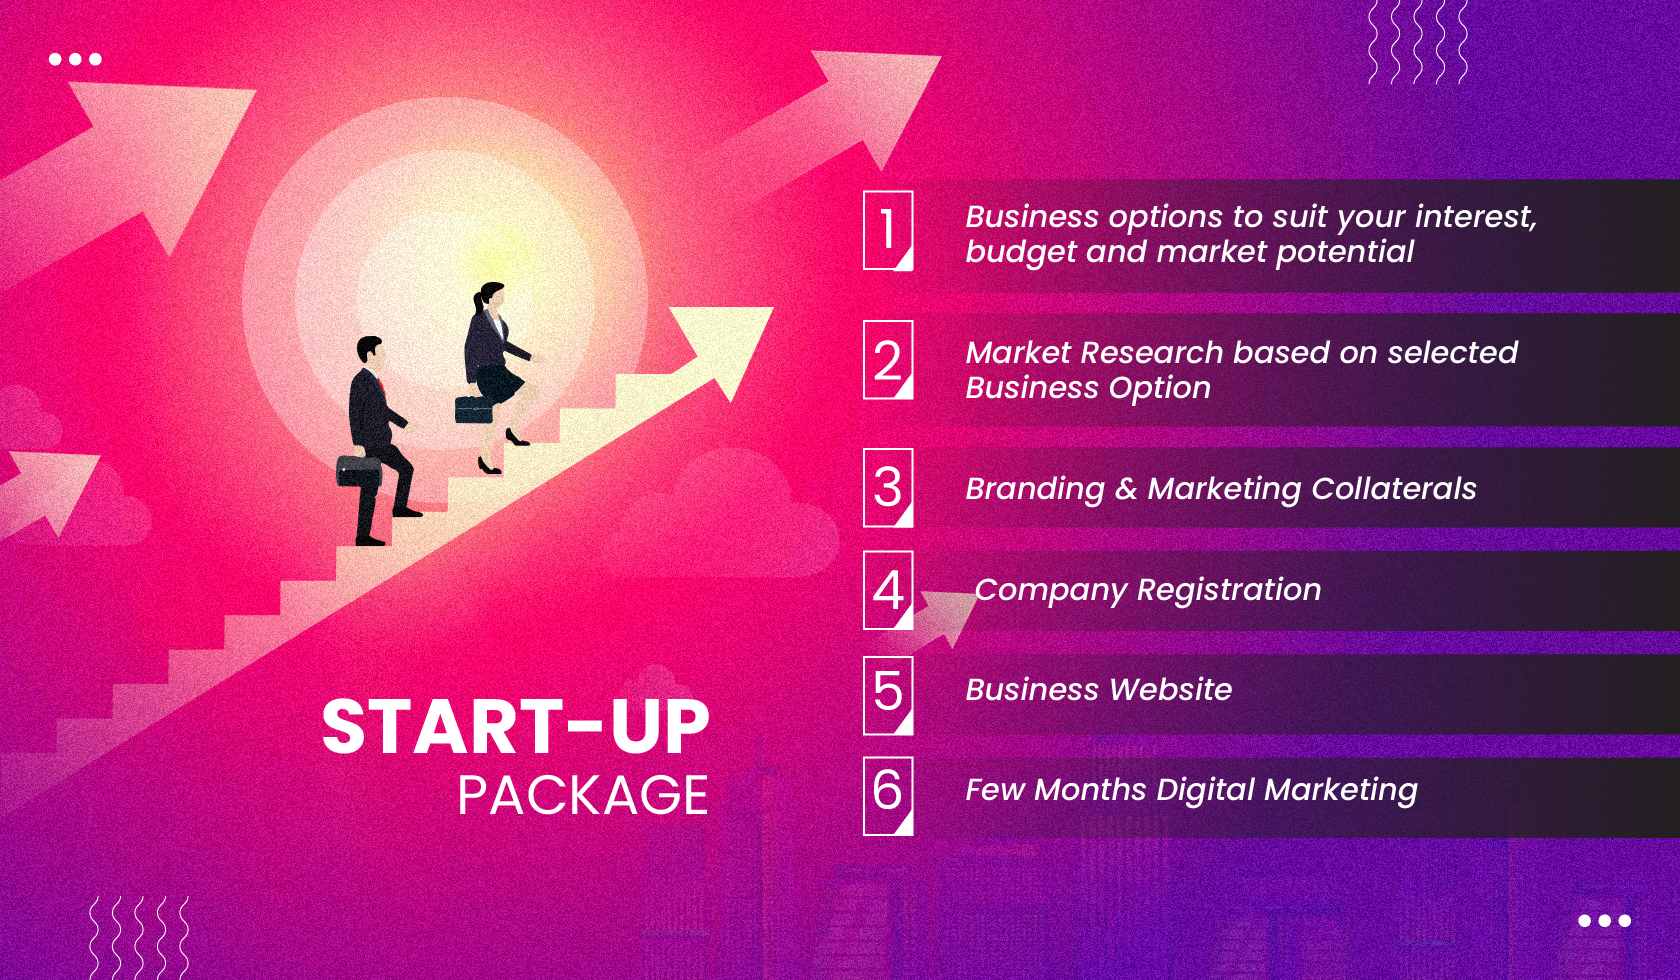 START-UP
PACKAGE
1
Business options to suit your interest,
budget and market potential
2
Market Research based on selected
Business Option
3
Branding & Marketing Collaterals
4
Company Registration
5
Business Website
6
Few Months Digital Marketing